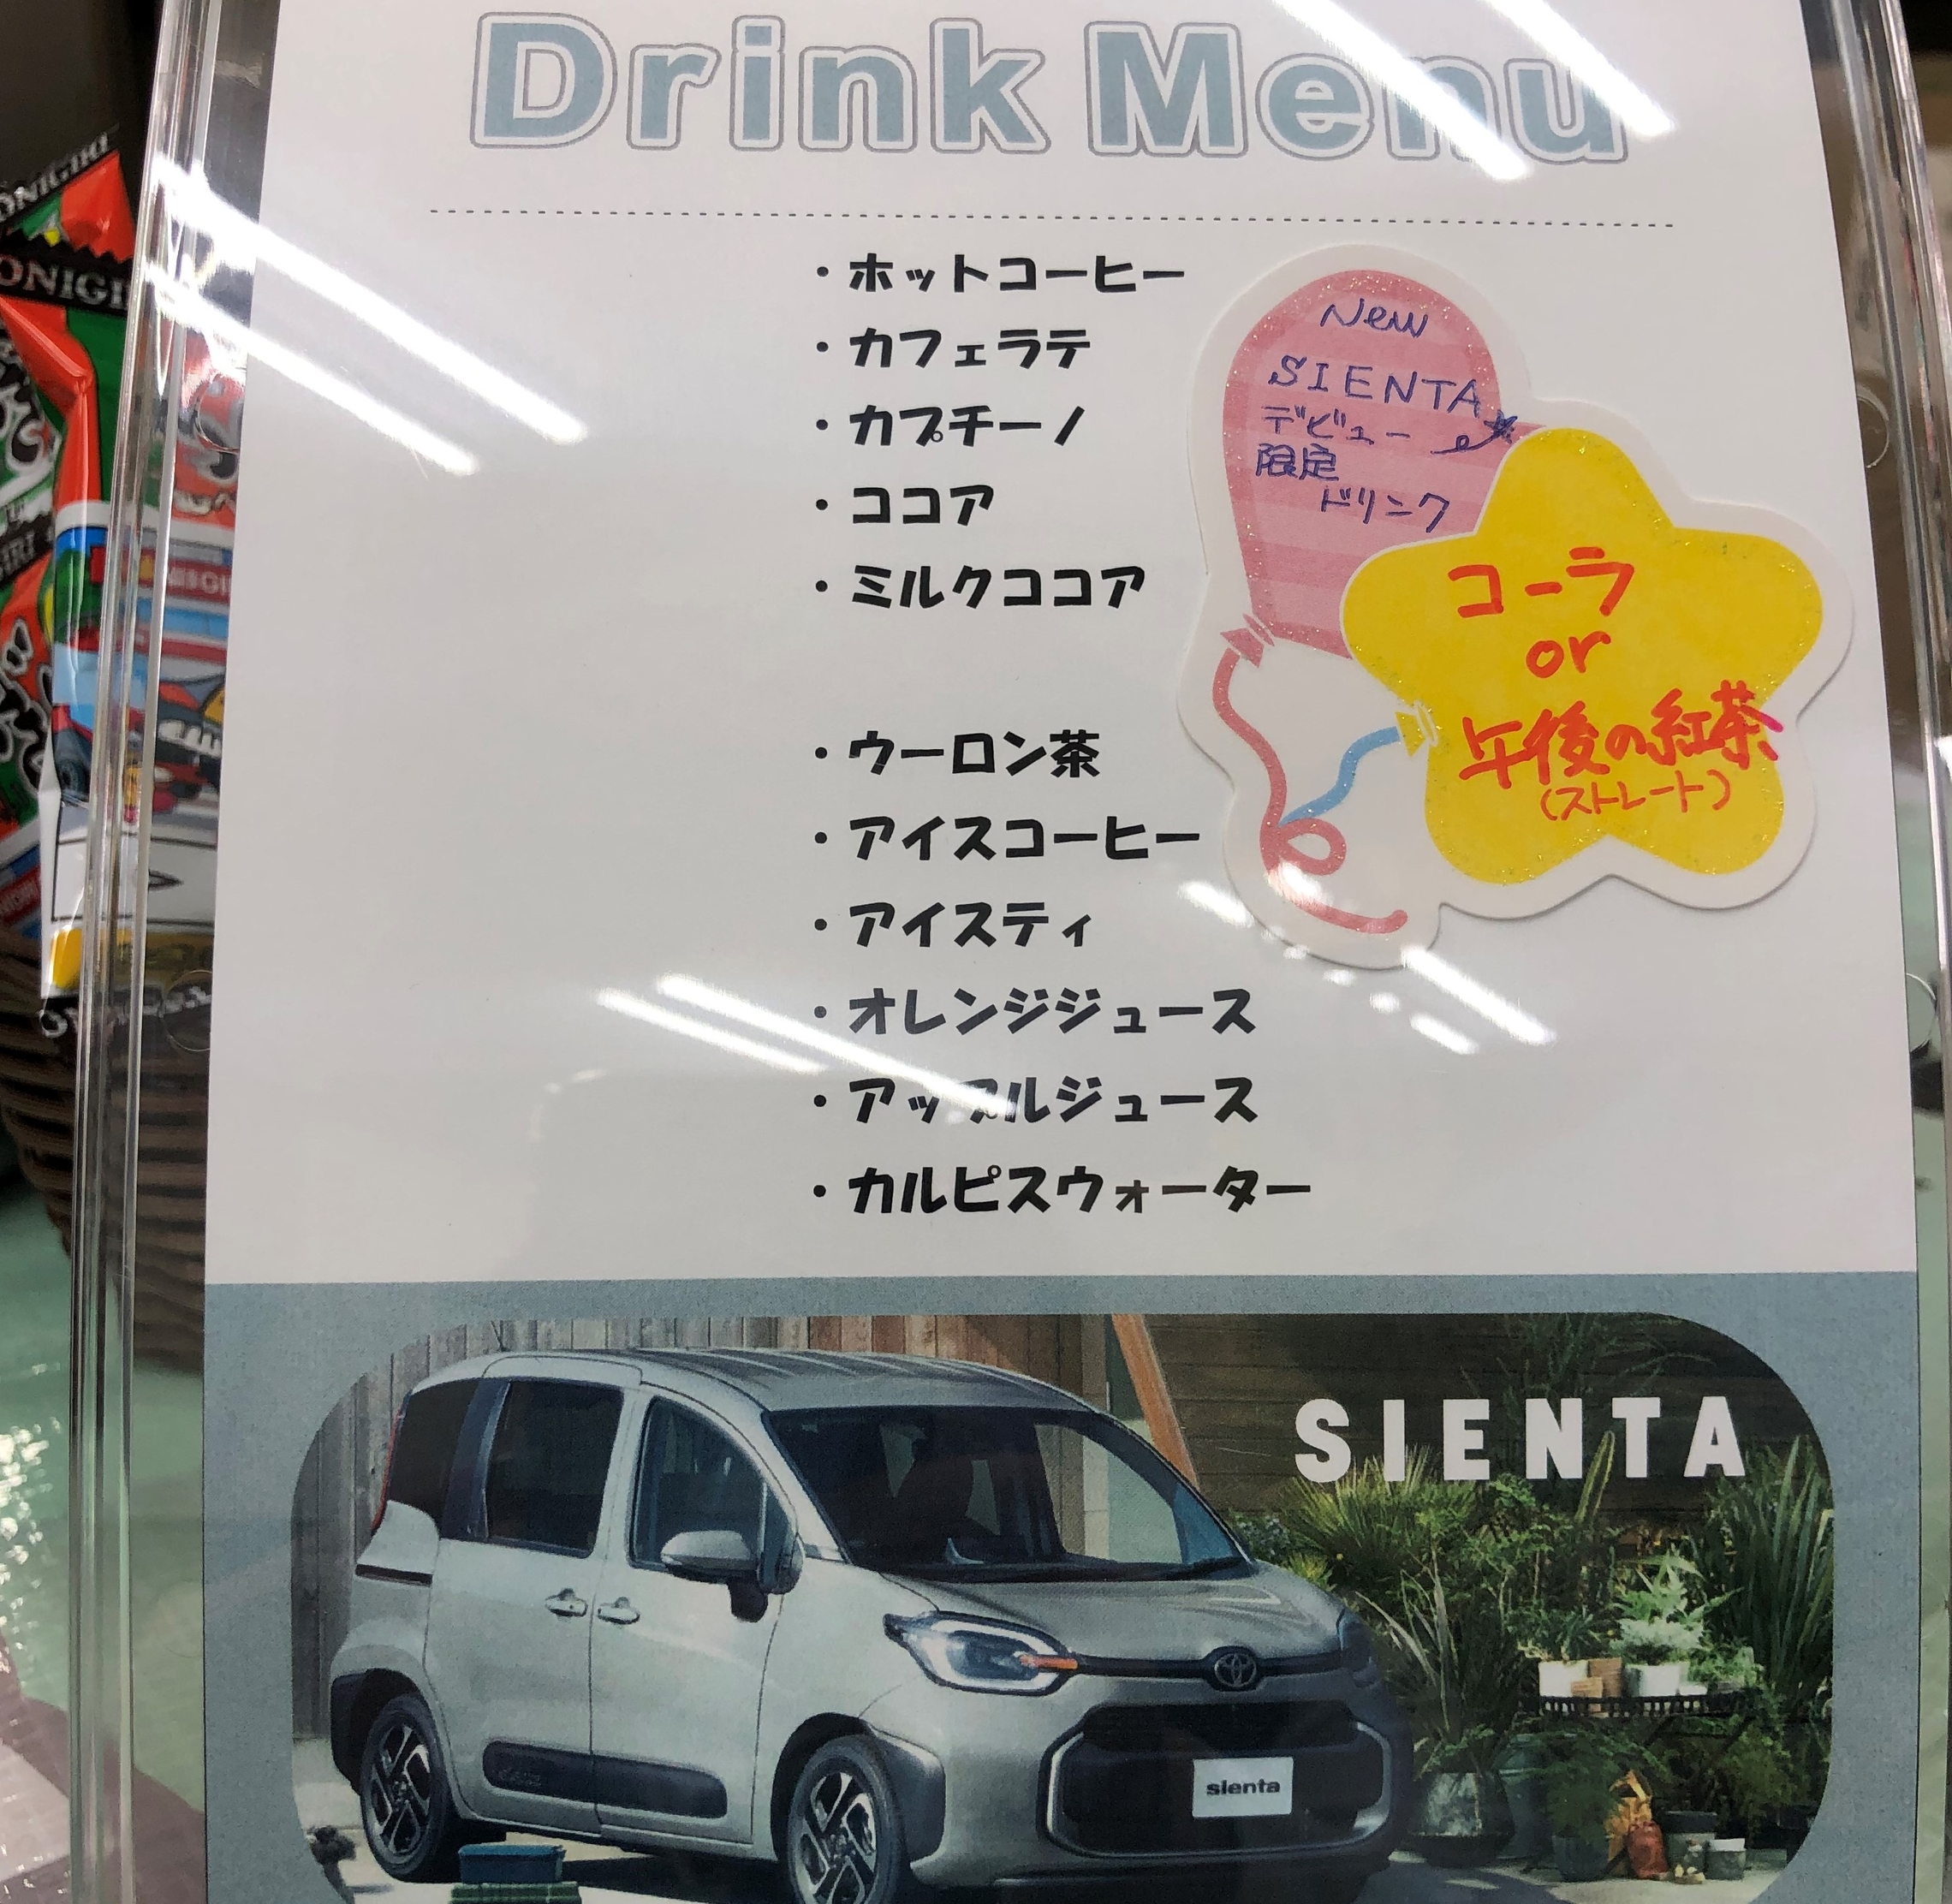 Drink Menu
・ホットコーヒー
・カフェラテ
・カプチーノ
・ココア
・ミルクココア
・ウーロン茶
・アイスコーヒー
・アイスティ
・オレンジジュース
・アップルジュース
・カルピスウォーター
New
SIENTA
デビュー
限定
ドリンク
コーラ
or
午後の紅茶
(ストレート)
SIENTA
sienta
ONIGIRI